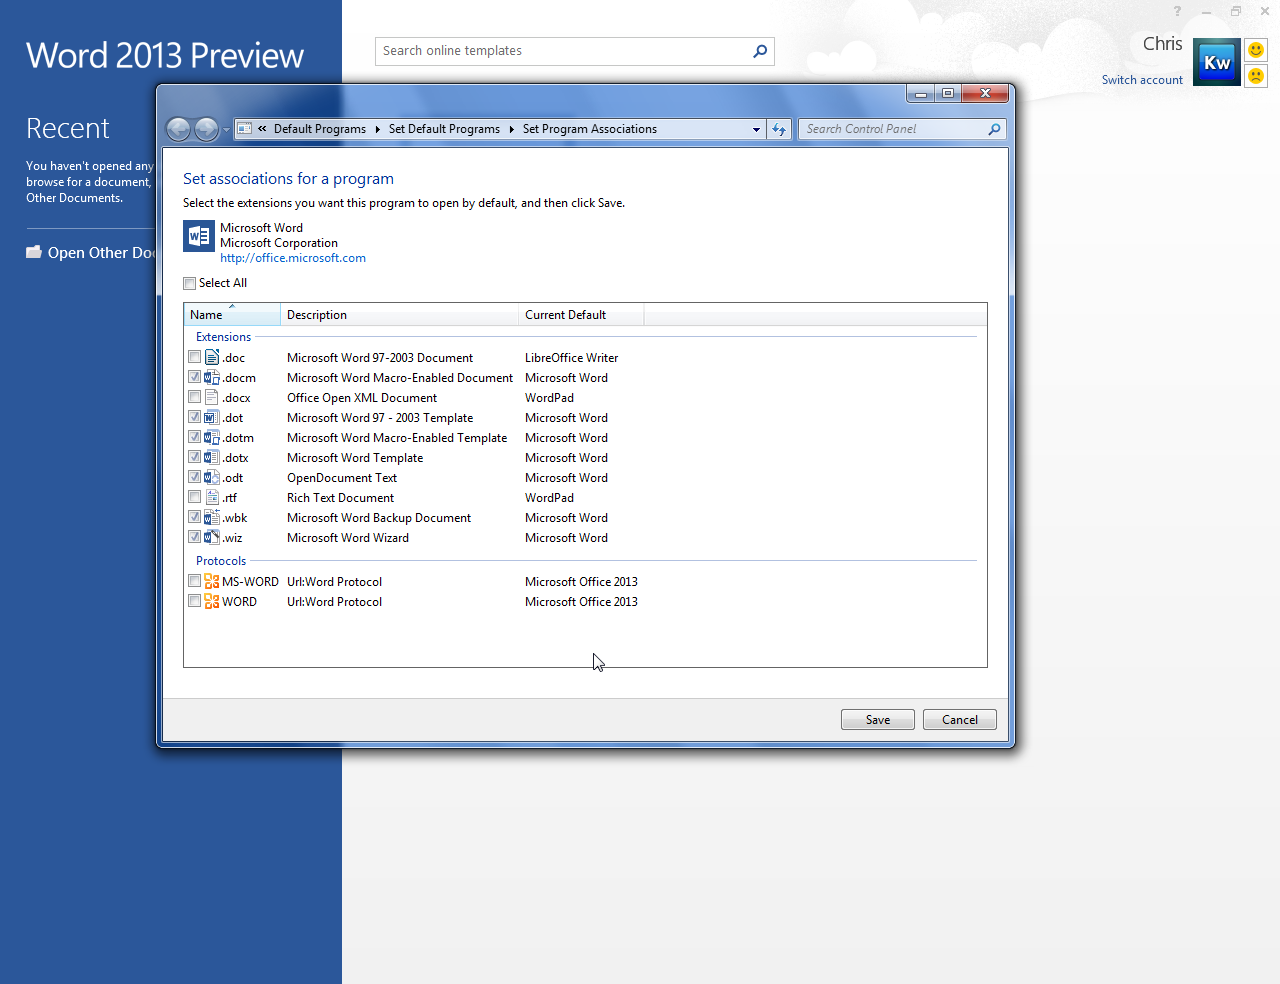 Word 2013 Preview
Search online templates
?
Chris
Switch account
Kw
Recent
You haven't opened any
browse for a document,
Other Documents.
Open Other Doc
« Default Programs Set Default Programs Set Program Associations
Search Control Panel
Set associations for a program
Select the extensions you want this program to open by default, and then click Save.
Microsoft Word
Microsoft Corporation
http://office.microsoft.com
Select All
Name Description Current Default
Extensions
.doc Microsoft Word 97-2003 Document LibreOffice Writer
.docm Microsoft Word Macro-Enabled Document Microsoft Word
.docx Office Open XML Document WordPad
.dot Microsoft Word 97 - 2003 Template Microsoft Word
.dotm Microsoft Word Macro-Enabled Template Microsoft Word
.dotx Microsoft Word Template Microsoft Word
.odt OpenDocument Text Microsoft Word
.rtf Rich Text Document WordPad
.wbk Microsoft Word Backup Document Microsoft Word
.wiz Microsoft Word Wizard Microsoft Word
Protocols
MS-WORD Url:Word Protocol Microsoft Office 2013
WORD Url:Word Protocol Microsoft Office 2013
Save Cancel